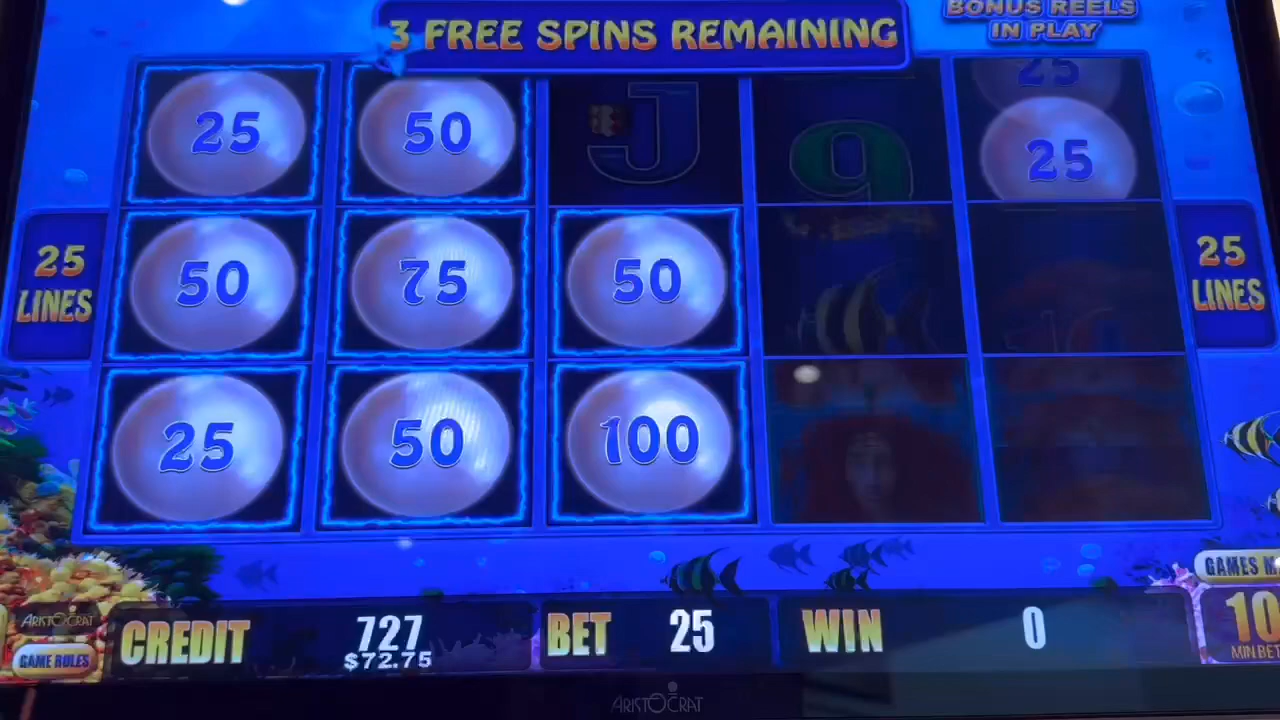 3 FREE SPINS REMAINING
BONUS REELS
IN PLAY
25
25 50 J 9 25
25
LINES
50 75 50
25
LINES
25 50 100
ARISTOCRAT
GAME RULES
CREDIT 727
$72.75
BET 25
WIN 0
GAMES
10
MIN BET
ARISTOCRAT